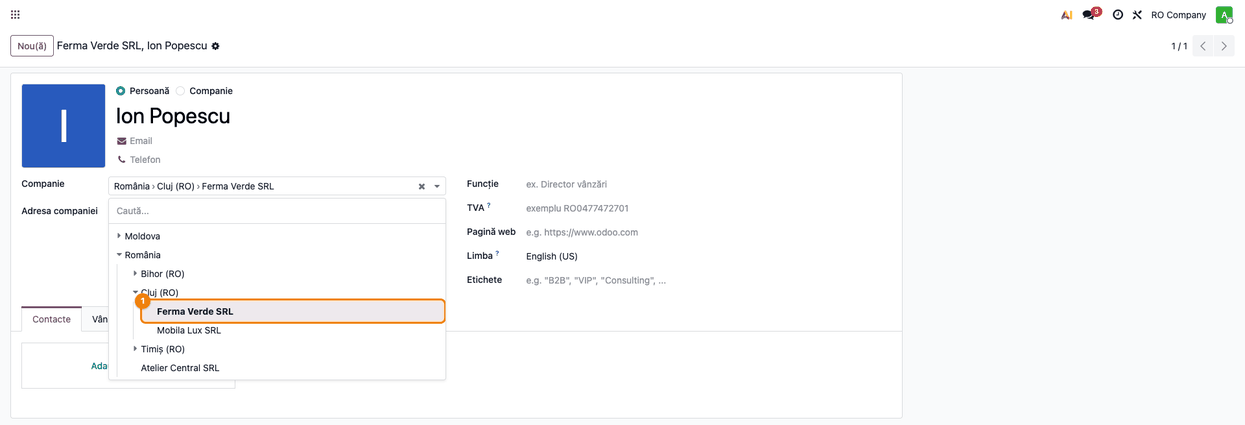 3
RO Company
A
Nou(ă)
Ferma Verde SRL, Ion Popescu
1 / 1
I
Persoană
Companie
Ion Popescu
Email
Telefon
Companie
România › Cluj (RO) › Ferma Verde SRL
Adresa companiei
Caută...
Moldova
România
Bihor (RO)
Cluj (RO)
1
Ferma Verde SRL
Mobila Lux SRL
Timiș (RO)
Atelier Central SRL
Funcție
ex. Director vânzări
TVA ?
exemplu RO0477472701
Pagină web
e.g. https://www.odoo.com
Limba ?
English (US)
Etichete
e.g. "B2B", "VIP", "Consulting", ...
Contacte
Vân
Ada